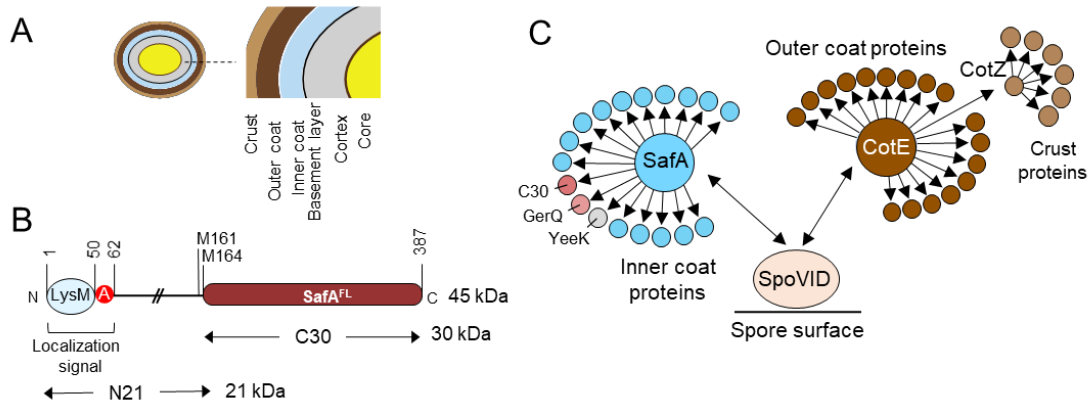 A
Crust
Outer coat
Inner coat
Basement layer
Cortex
Core
B
1
50
62
M161
M164
387
N
LysM
A
SafAFL
C
45 kDa
Localization
signal
C30
30 kDa
N21
21 kDa
C
Outer coat proteins
CotZ
SafA
CotE
Crust
proteins
C30
GerQ
YeeK
Inner coat
proteins
SpoVID
Spore surface